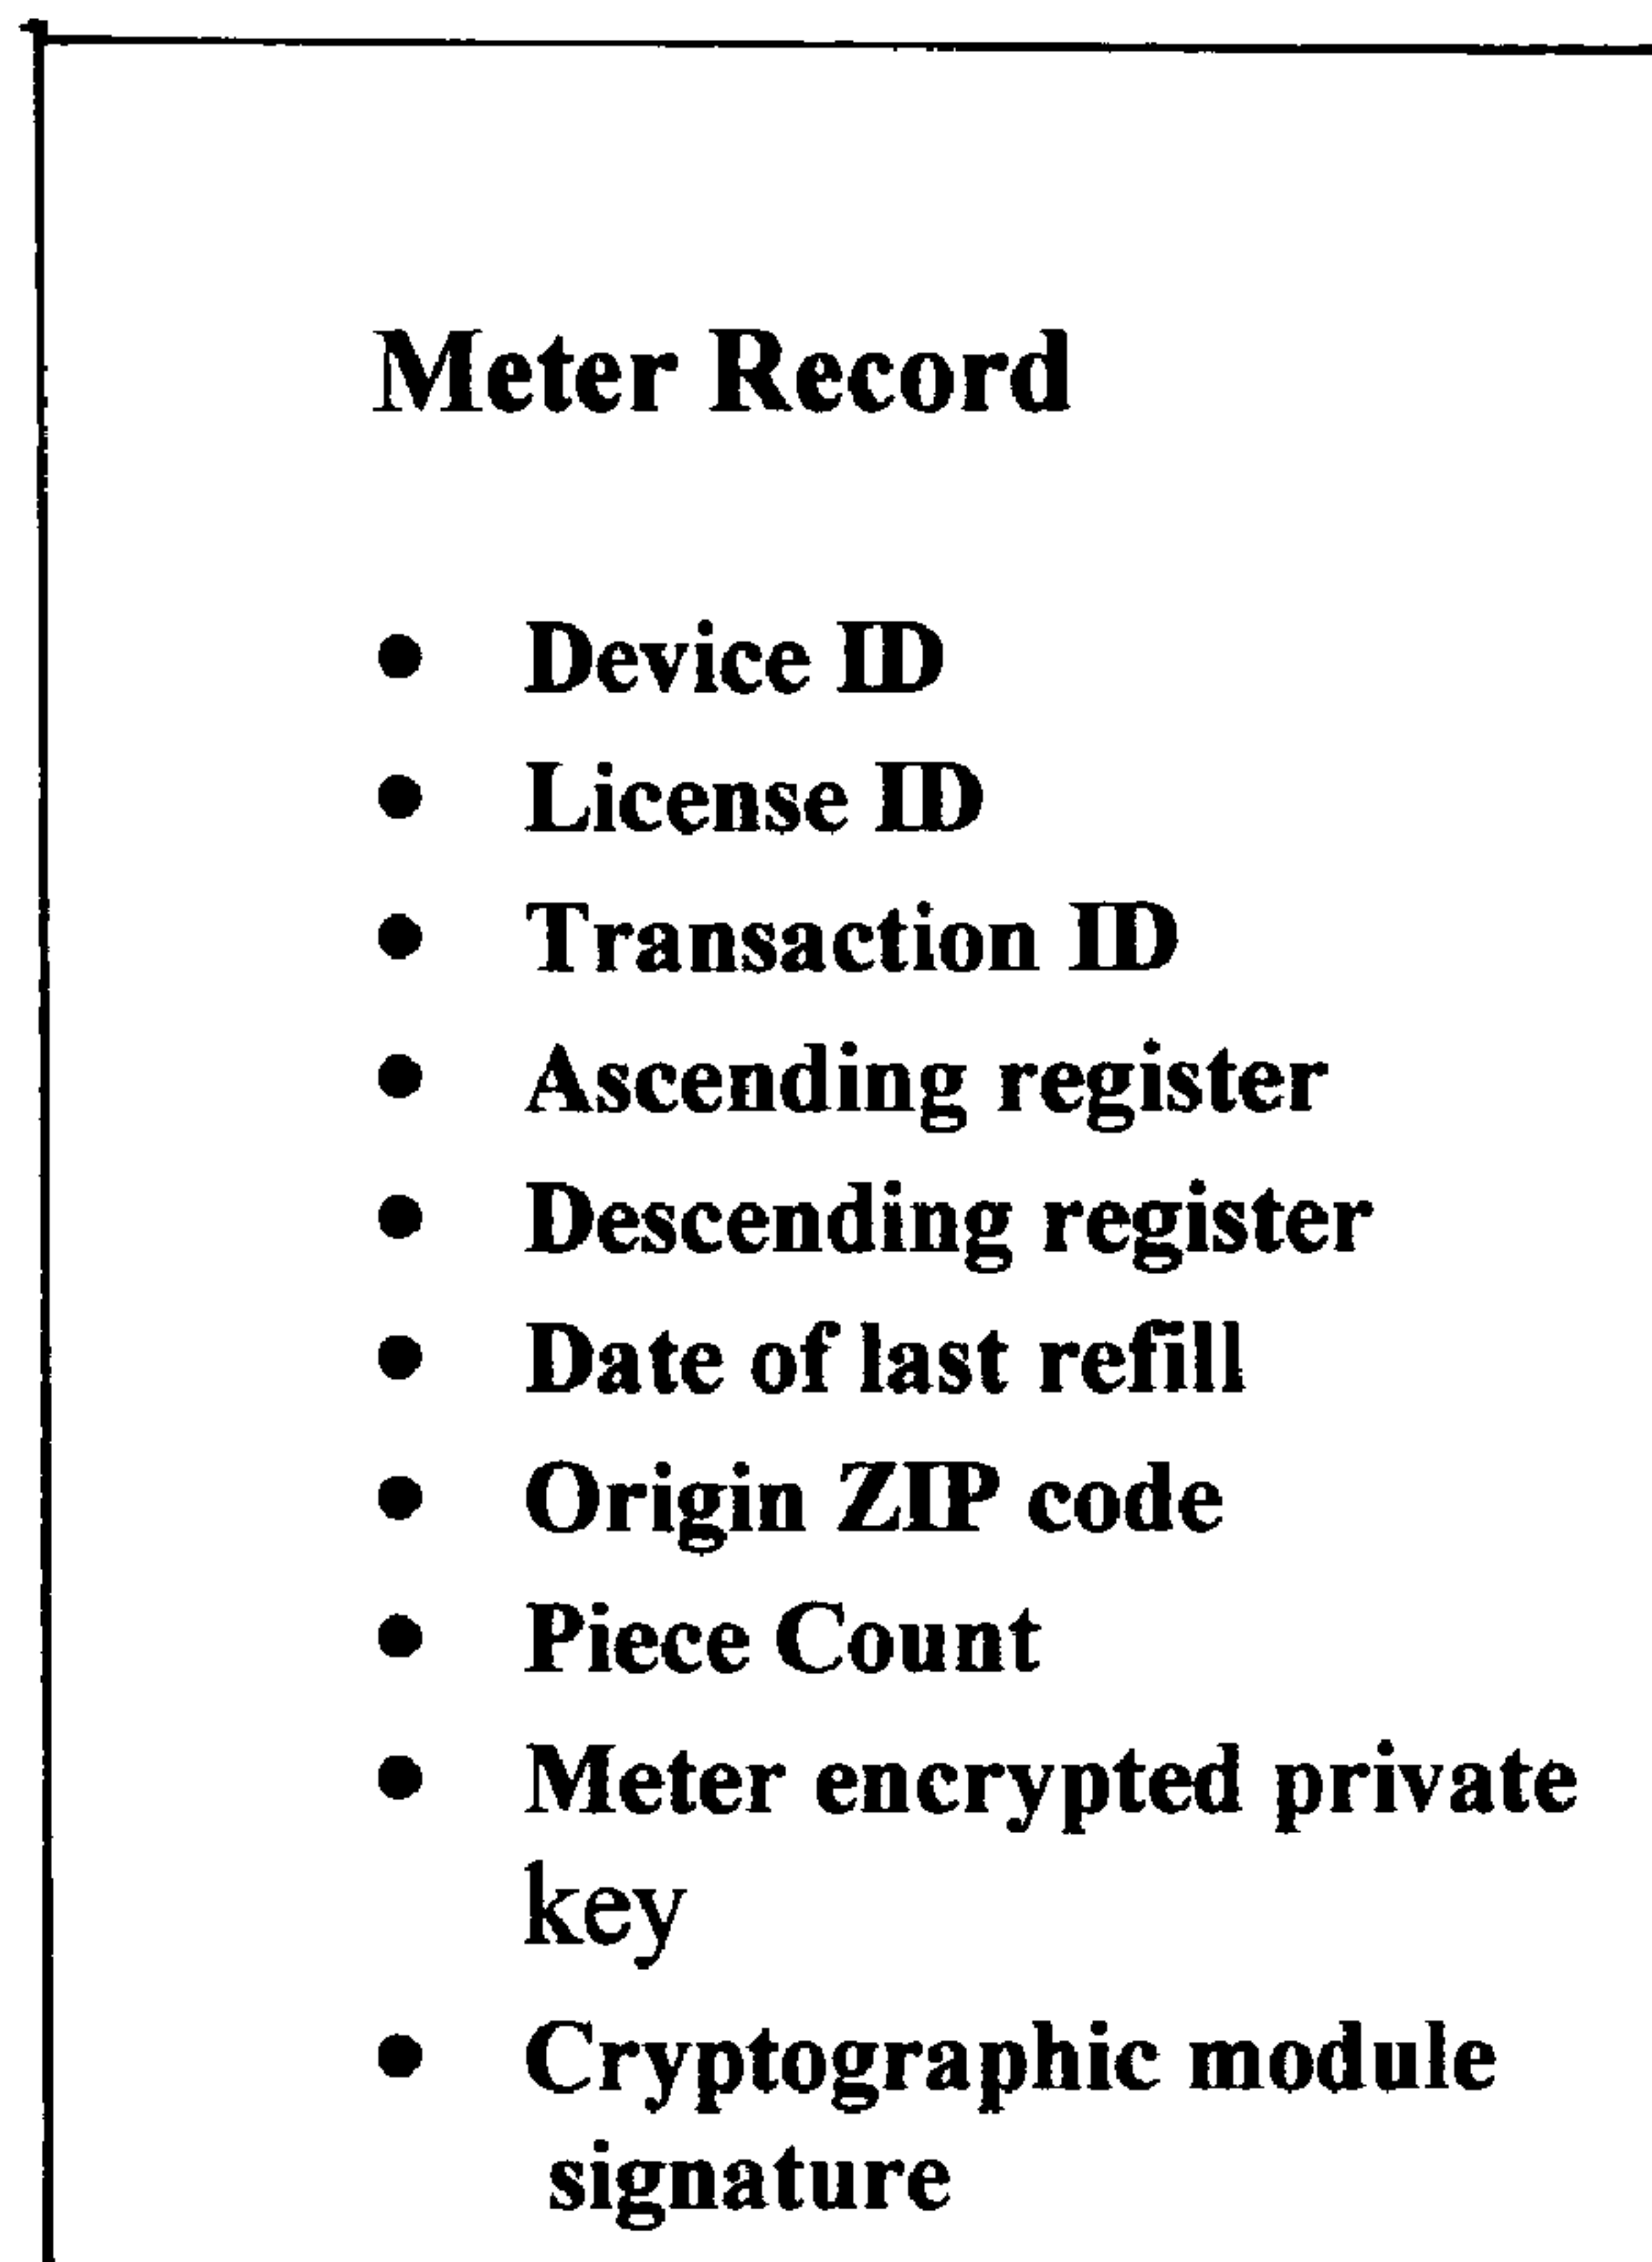 Meter Record
● Device ID
● License ID
● Transaction ID
● Ascending register
● Descending register
● Date of last refill
● Origin ZIP code
● Piece Count
● Meter encrypted private
key
● Cryptographic module
signature